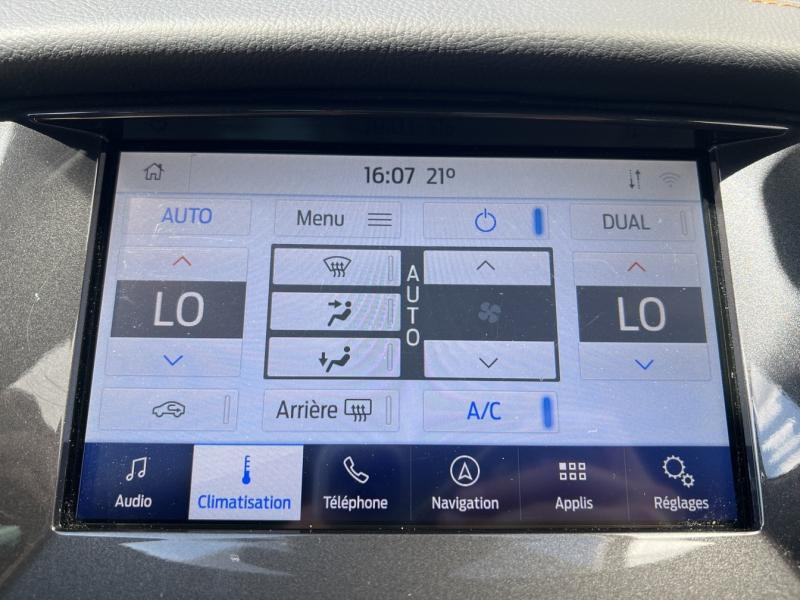 16:07 21º
AUTO
Menu
DUAL
LO
AUTO
LO
Arrière
A/C
Audio
Climatisation
Téléphone
Navigation
Applis
Réglages